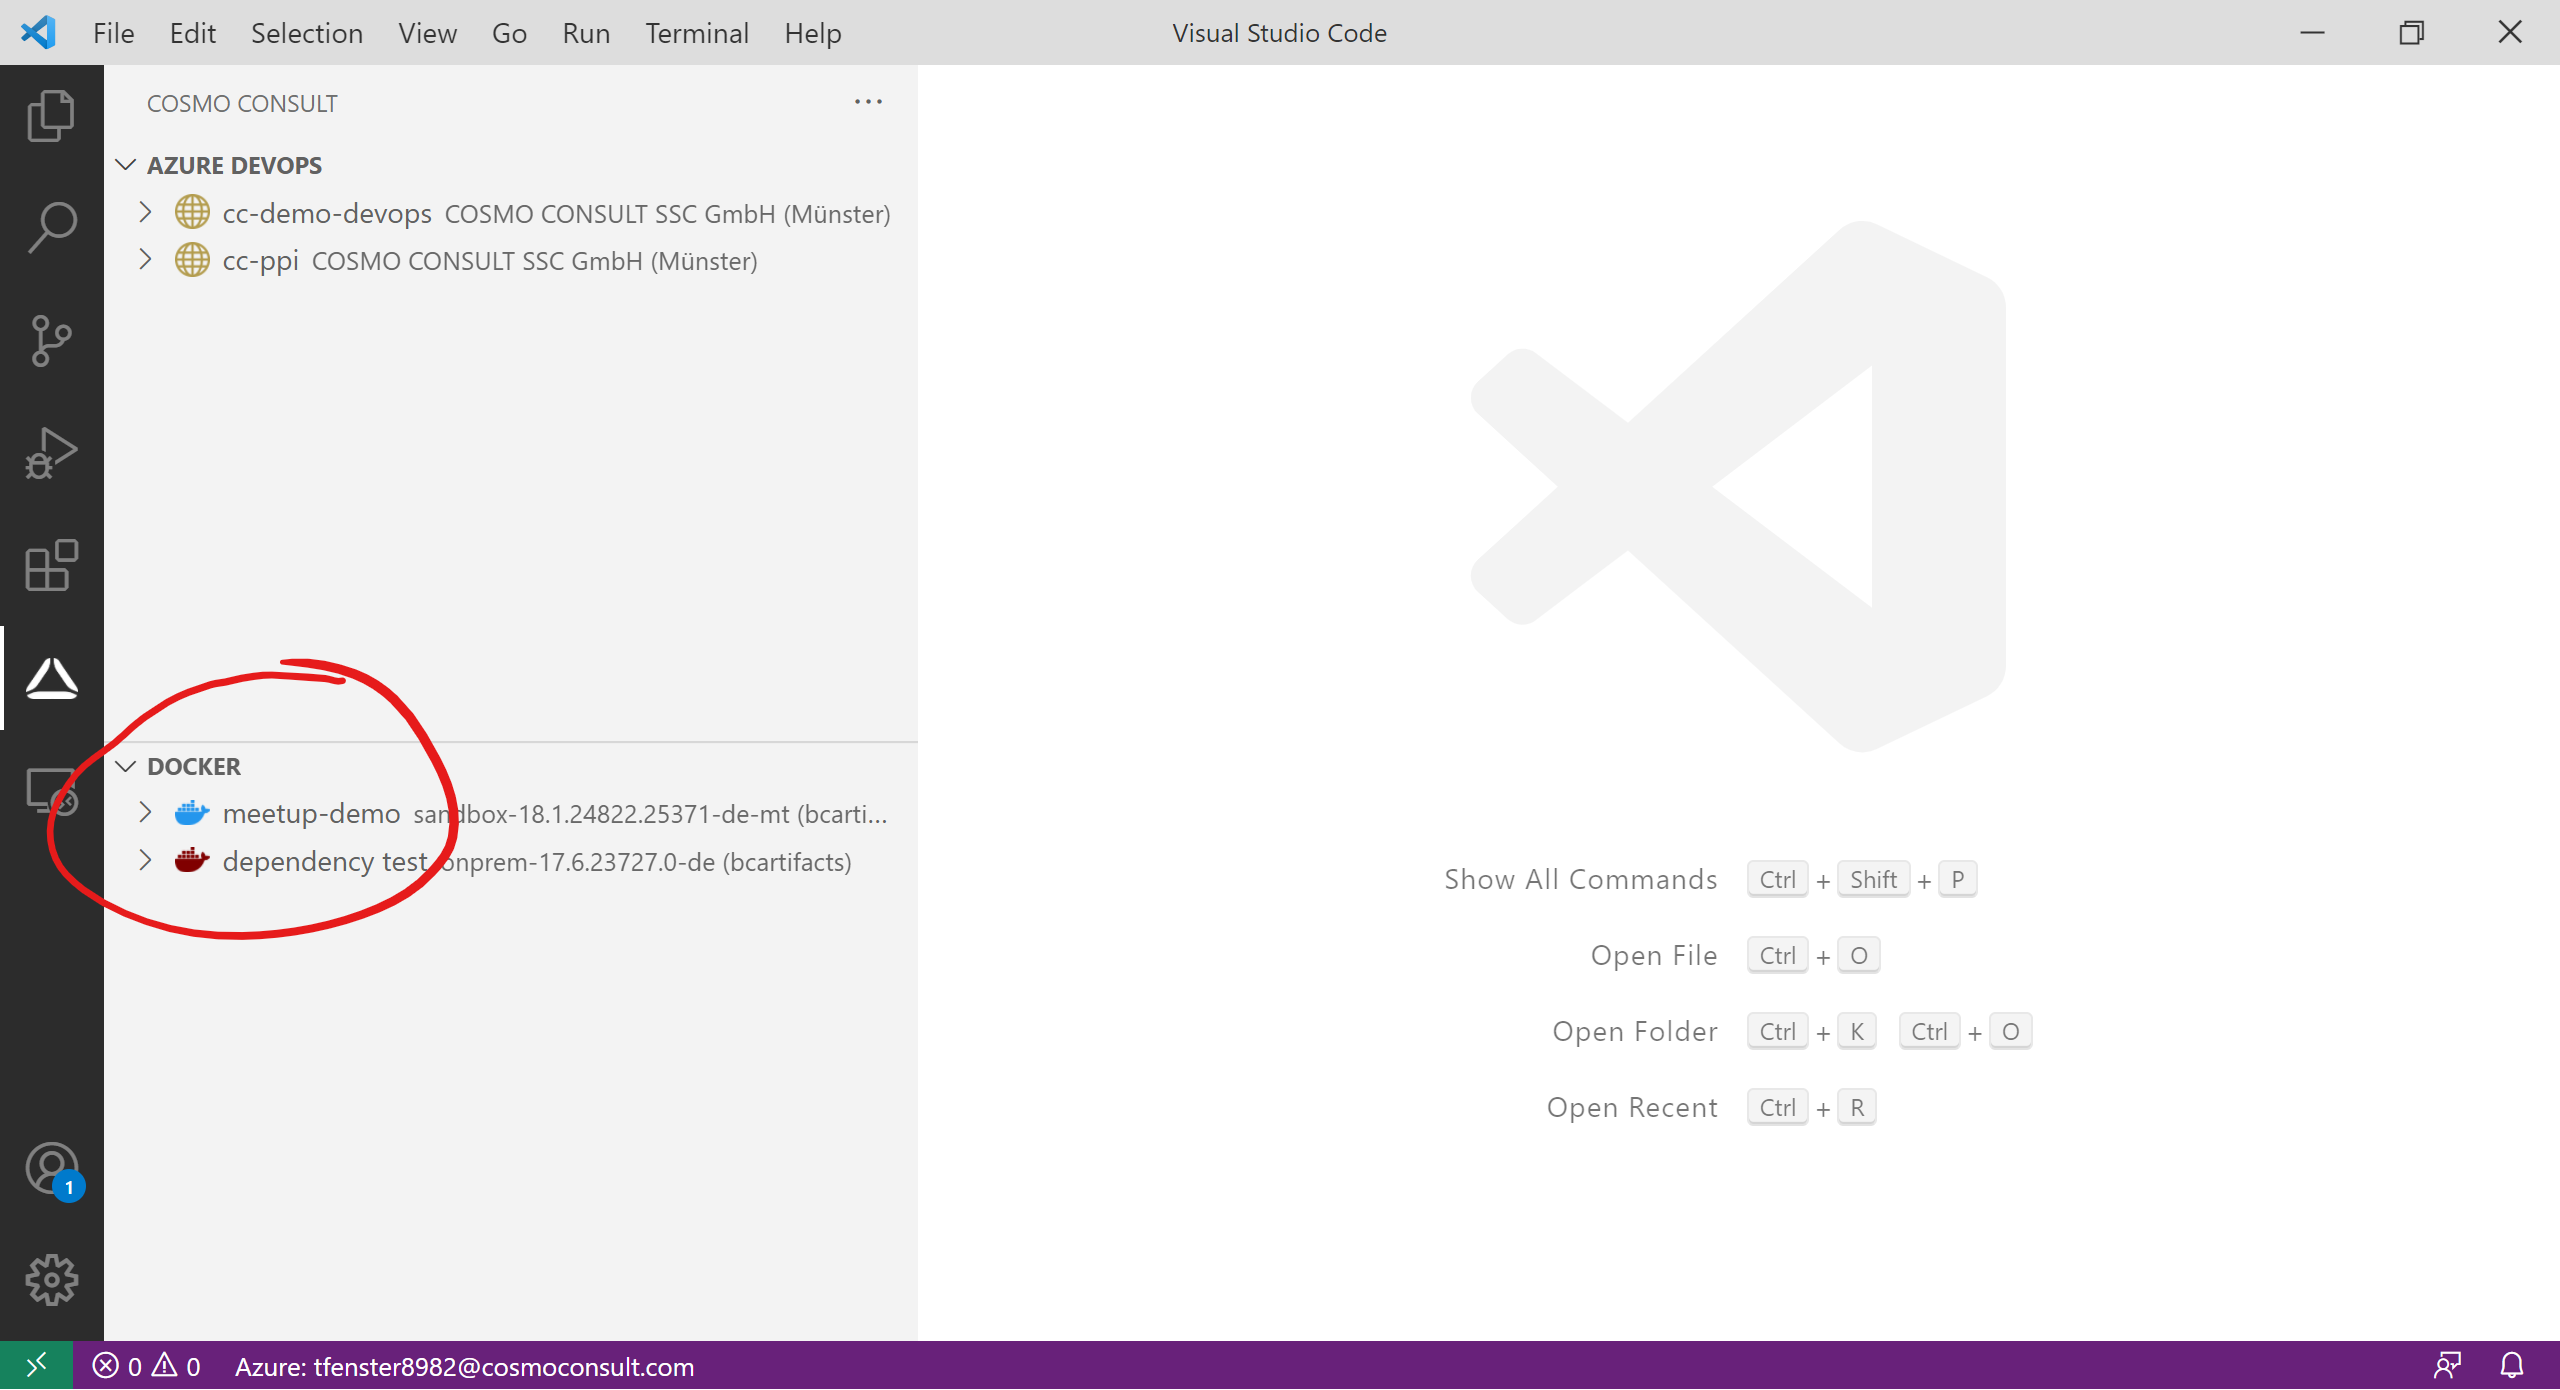 File Edit Selection View Go Run Terminal Help Visual Studio Code
COSMO CONSULT ...
AZURE DEVOPS
cc-demo-devops COSMO CONSULT SSC GmbH (Münster)
cc-ppi COSMO CONSULT SSC GmbH (Münster)
DOCKER
meetup-demo sandbox-18.1.24822.25371-de-mt (bcarti...
dependency test onprem-17.6.23727.0-de (bcartifacts)
Show All Commands Ctrl + Shift + P
Open File Ctrl + O
Open Folder Ctrl + K Ctrl + O
Open Recent Ctrl + R
1
0 0 Azure: tfenster8982@cosmoconsult.com